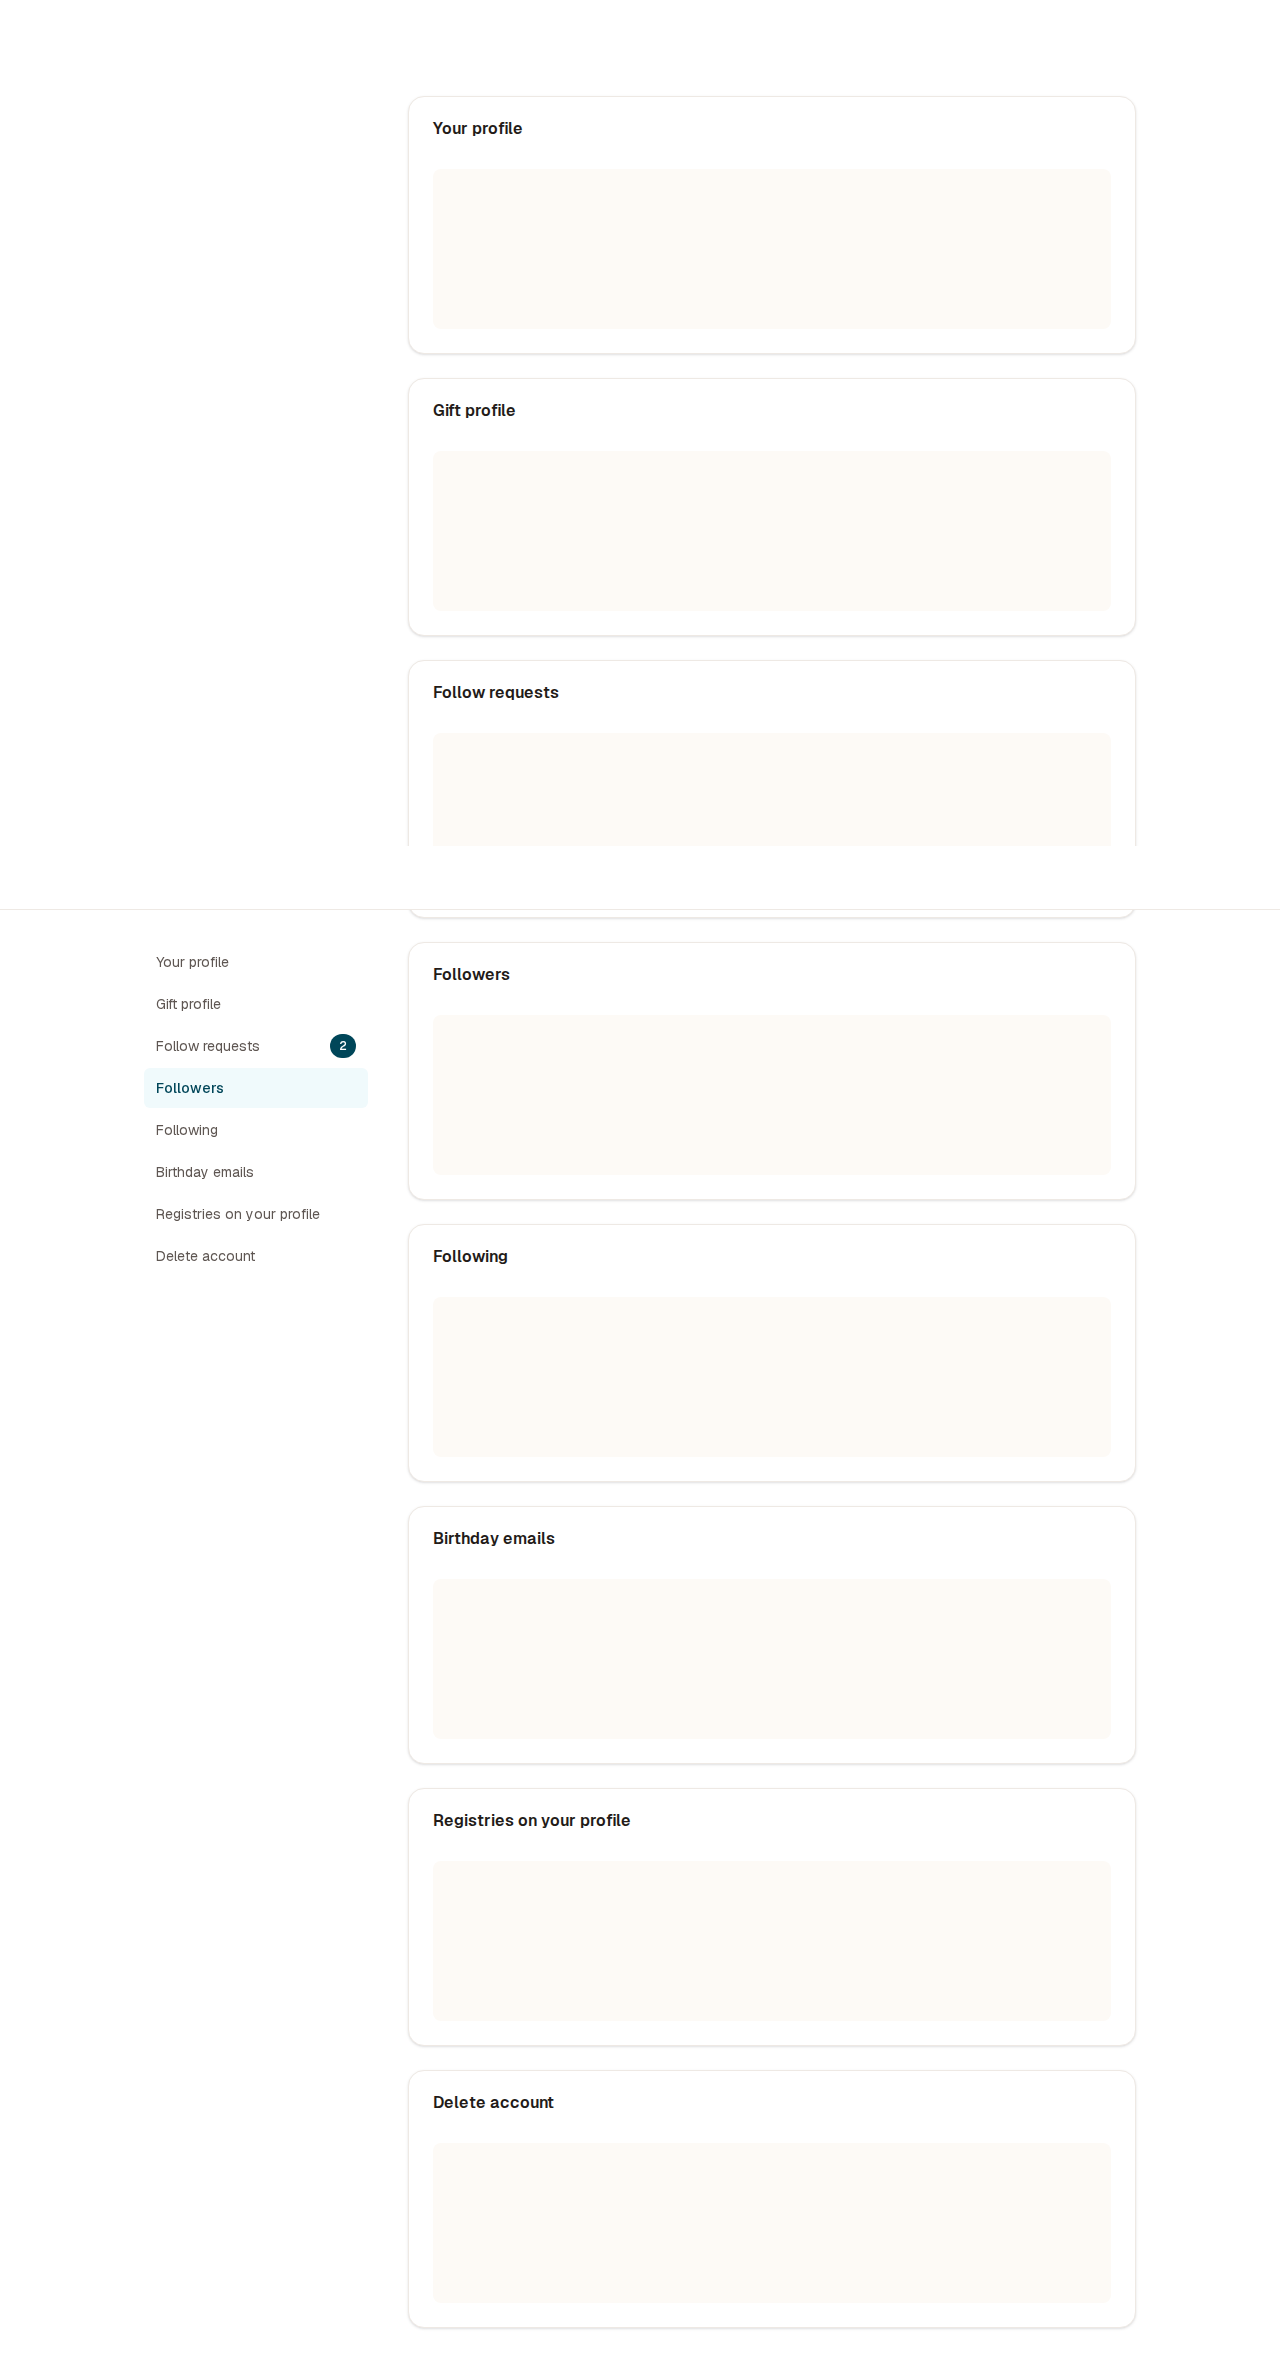 Your profile
Gift profile
Follow requests
Your profile
Gift profile
Follow requests 2
Followers
Following
Birthday emails
Registries on your profile
Delete account
Followers
Following
Birthday emails
Registries on your profile
Delete account